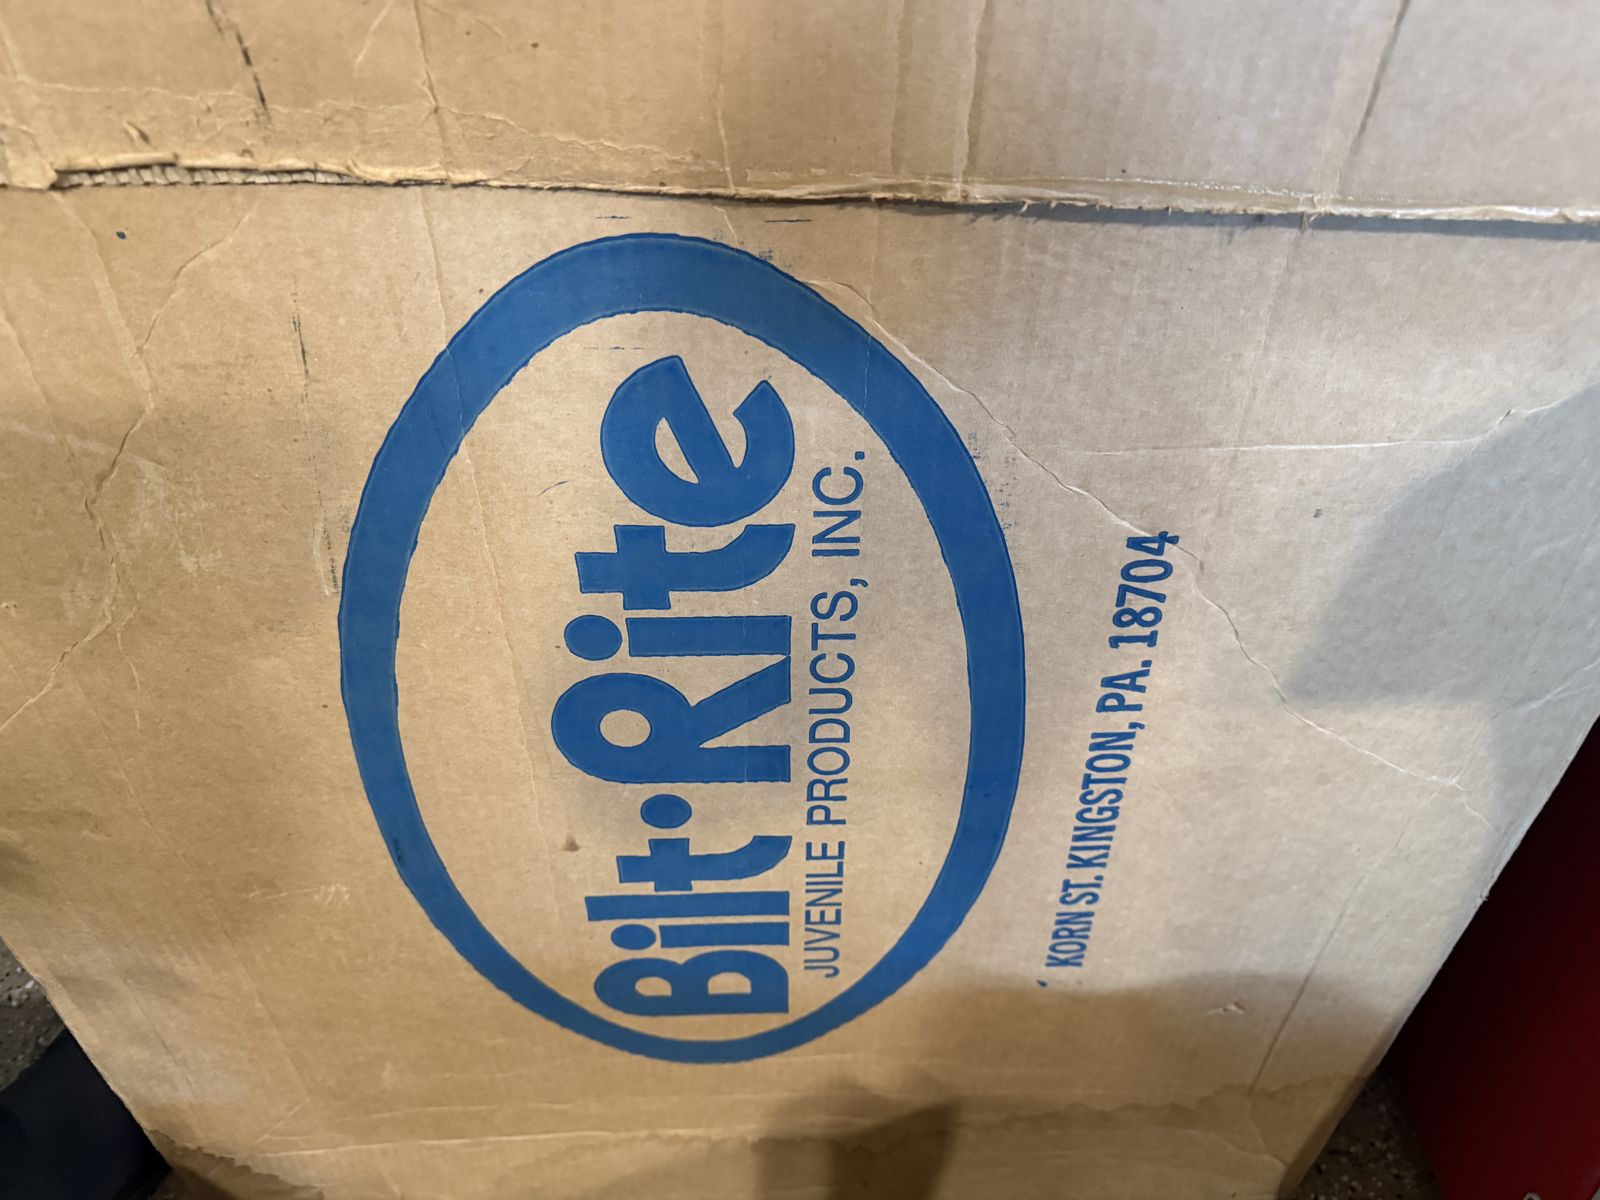 Bilt•Rite
JUVENILE PRODUCTS, INC.
KORN ST. KINGSTON, PA. 18704